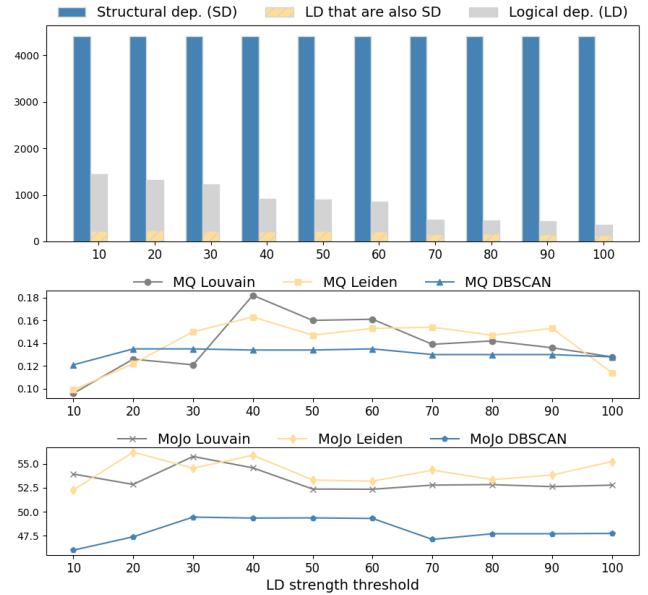 Structural dep. (SD) LD that are also SD Logical dep. (LD)
4000
3000
2000
1000
0
10 20 30 40 50 60 70 80 90 100
MQ Louvain MQ Leiden MQ DBSCAN
0.18
0.16
0.14
0.12
0.10
10 20 30 40 50 60 70 80 90 100
MoJo Louvain MoJo Leiden MoJo DBSCAN
55.0
52.5
50.0
47.5
10 20 30 40 50 60 70 80 90 100
LD strength threshold